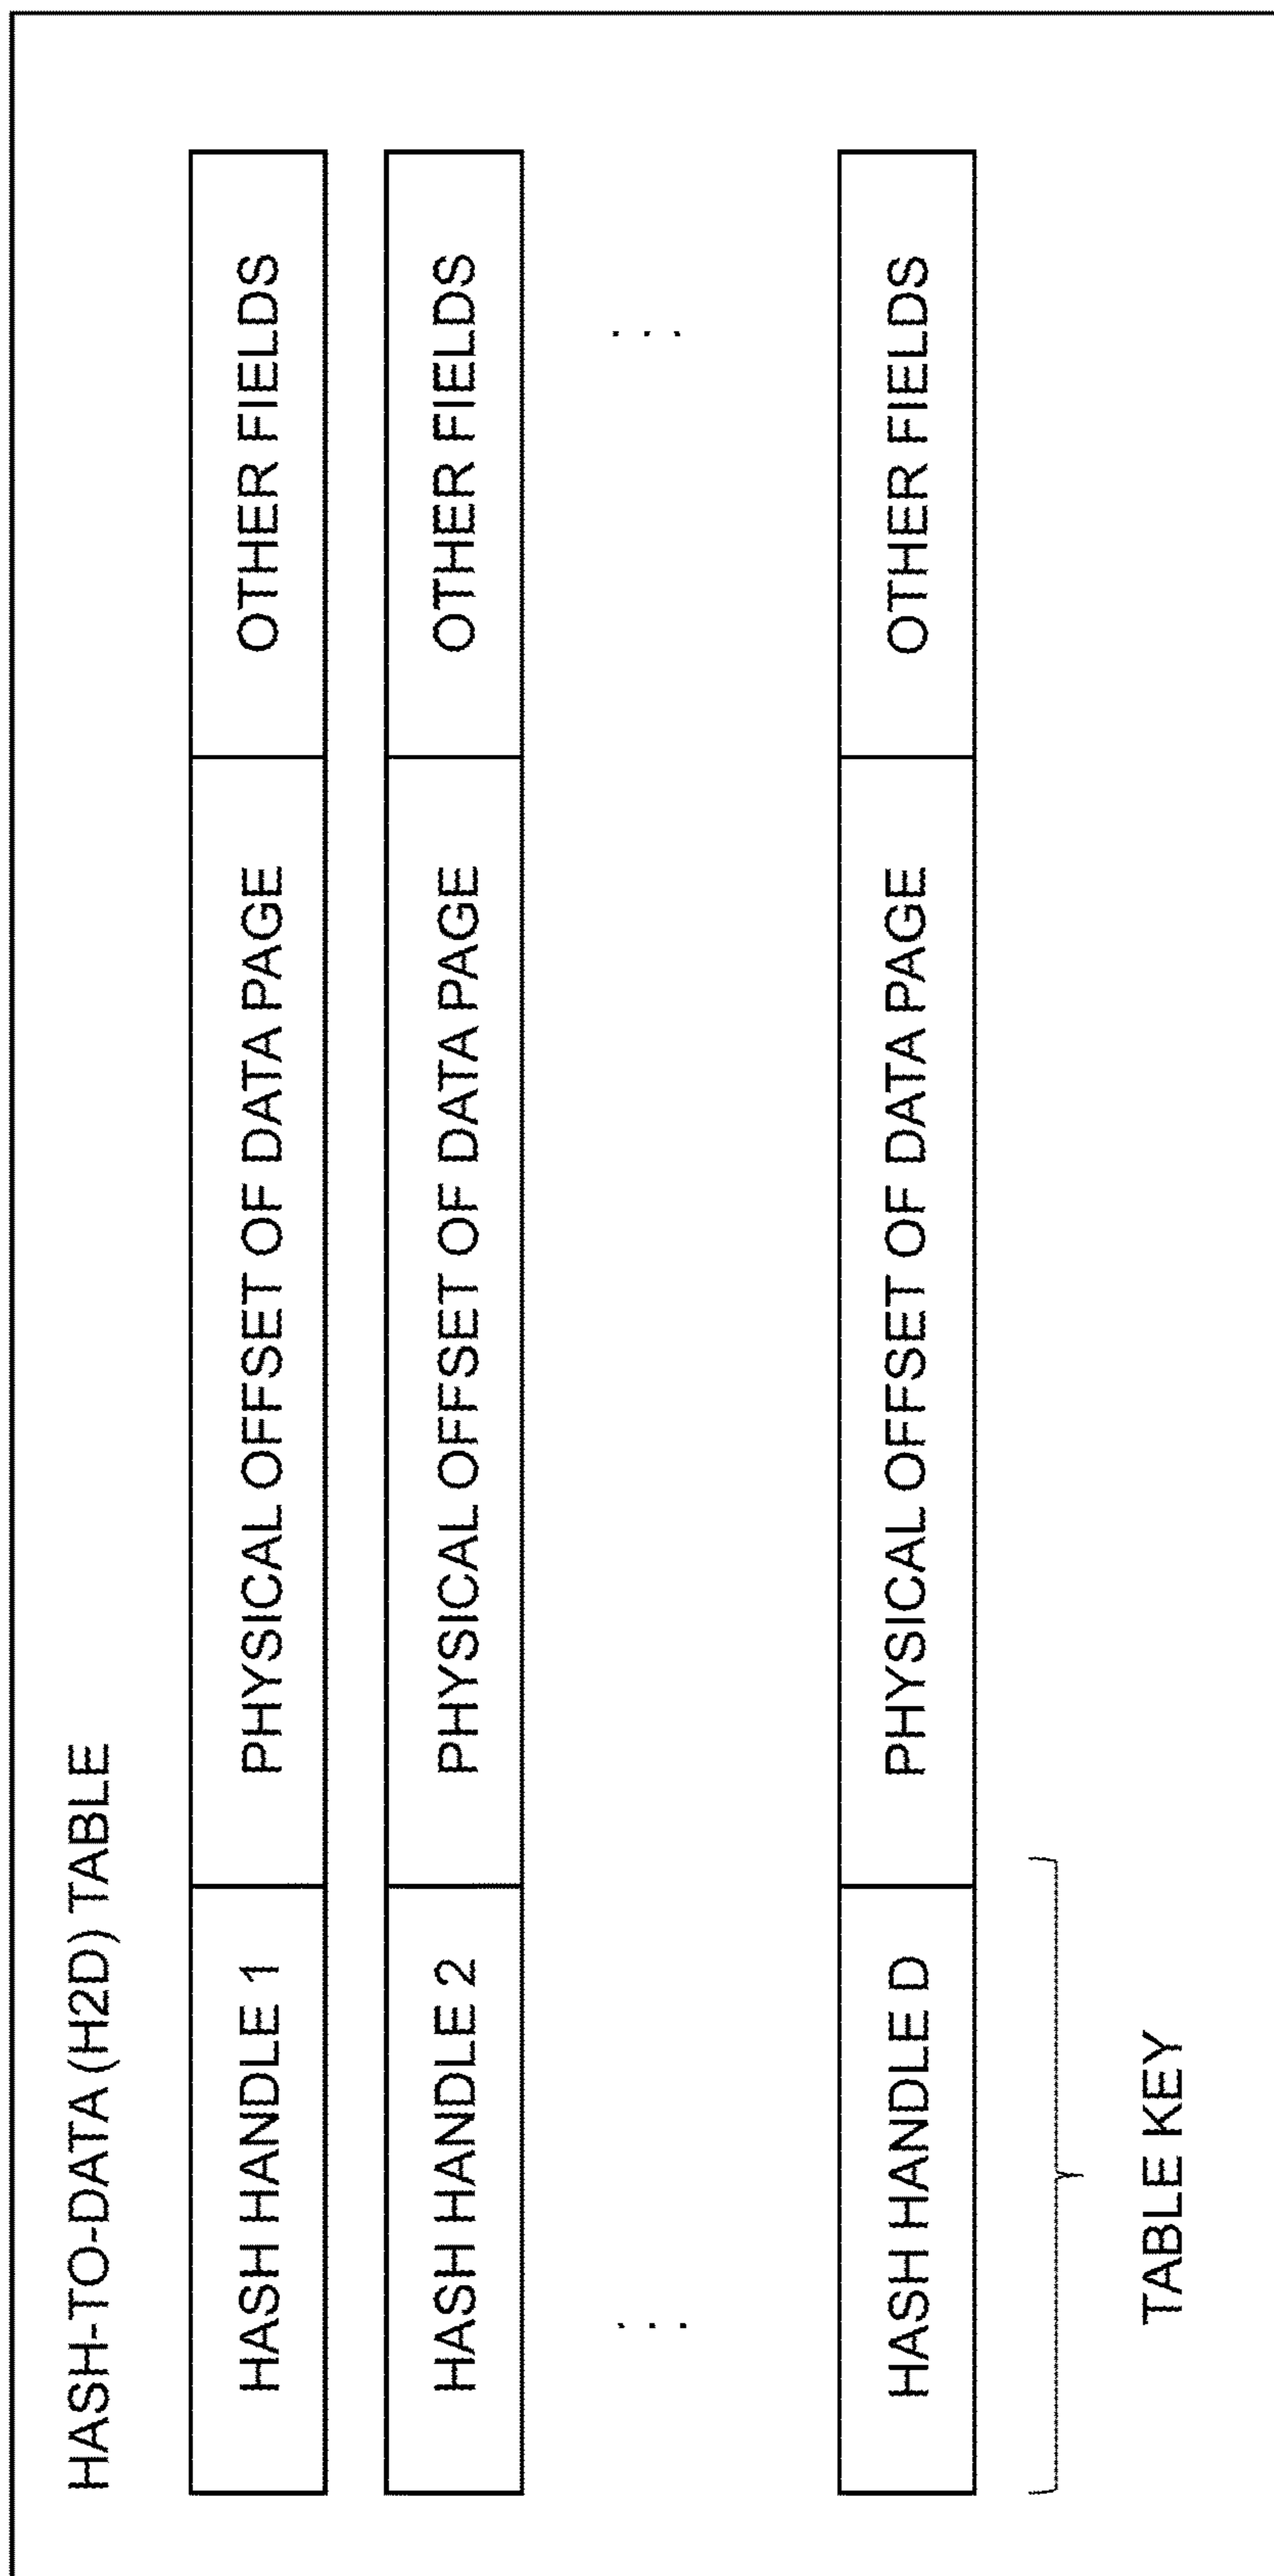 HASH-TO-DATA (H2D) TABLE
HASH HANDLE 1 PHYSICAL OFFSET OF DATA PAGE OTHER FIELDS
HASH HANDLE 2 PHYSICAL OFFSET OF DATA PAGE OTHER FIELDS
. . . . . .
HASH HANDLE D PHYSICAL OFFSET OF DATA PAGE OTHER FIELDS
TABLE KEY